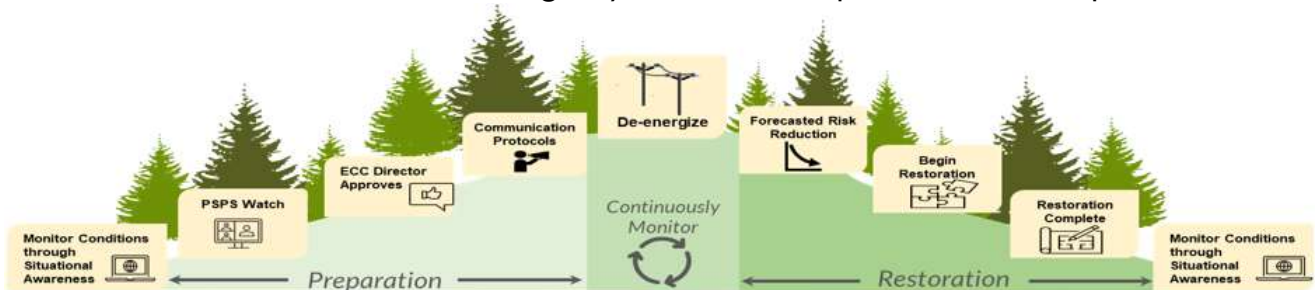 Monitor Conditions
through
Situational
Awareness
PSPS Watch
ECC Director
Approves
Communication
Protocols
De-energize
Forecasted Risk
Reduction
Begin
Restoration
Restoration
Complete
Monitor Conditions
through
Situational
Awareness
Preparation
Continuously
Monitor
Restoration